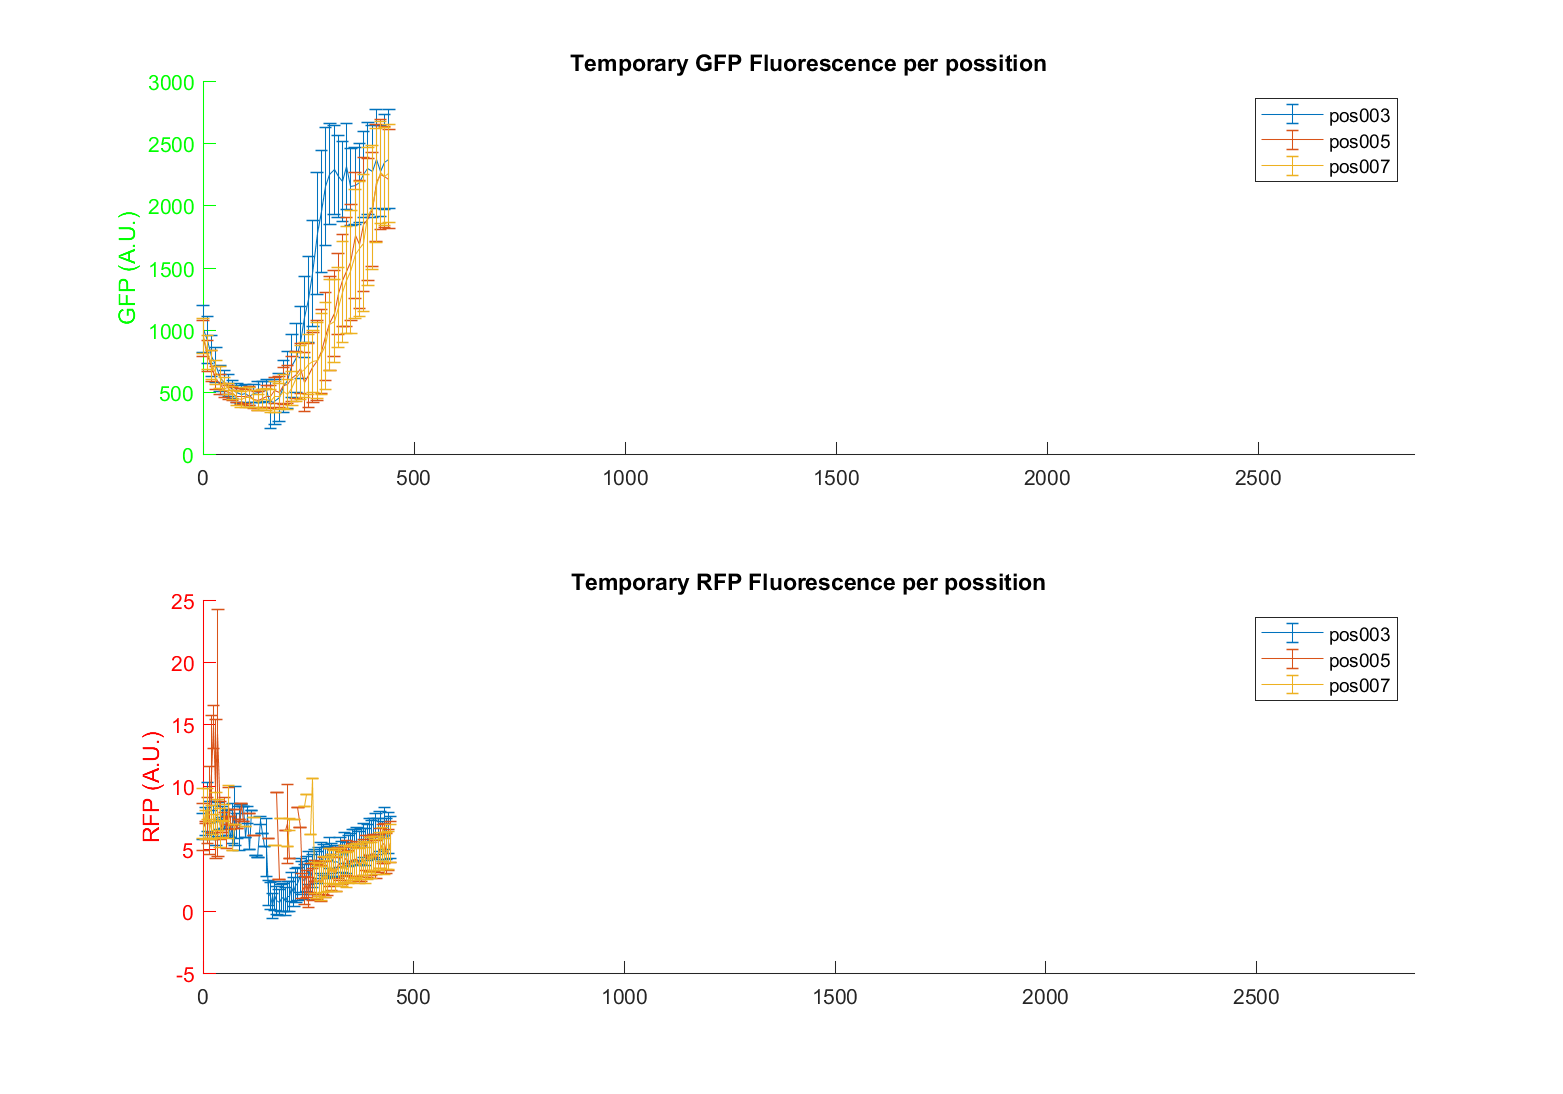 Temporary GFP Fluorescence per possition
3000
2500
2000
1500
1000
500
0
GFP (A.U.)
0 500 1000 1500 2000 2500
pos003
pos005
pos007
Temporary RFP Fluorescence per possition
25
20
15
10
5
0
-5
RFP (A.U.)
0 500 1000 1500 2000 2500
pos003
pos005
pos007